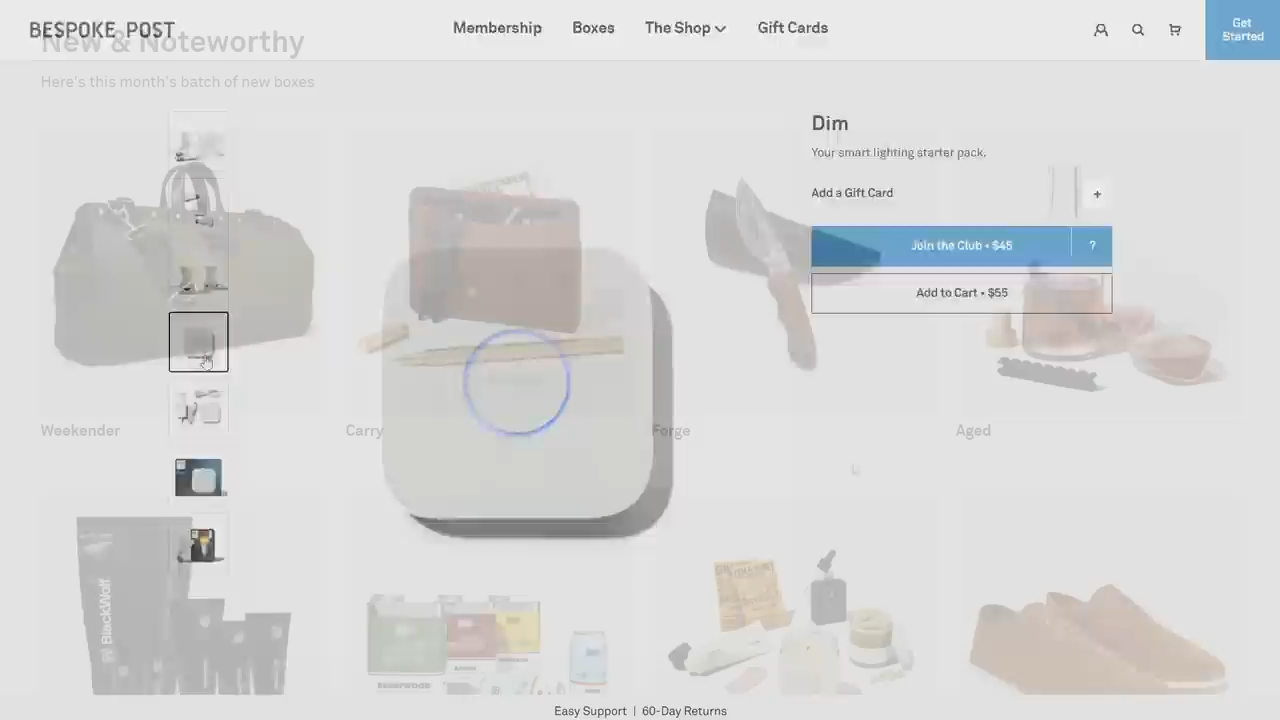 BESPOKE POST
Membership
Boxes
The Shop
Gift Cards
Get
Started
New & Noteworthy
Here's this month's batch of new boxes
Dim
Your smart lighting starter pack.
Add a Gift Card
+
Join the Club • $45
?
Add to Cart • $55
Weekender
Carry
Forge
Aged
BlackWolf
Easy Support | 60-Day Returns